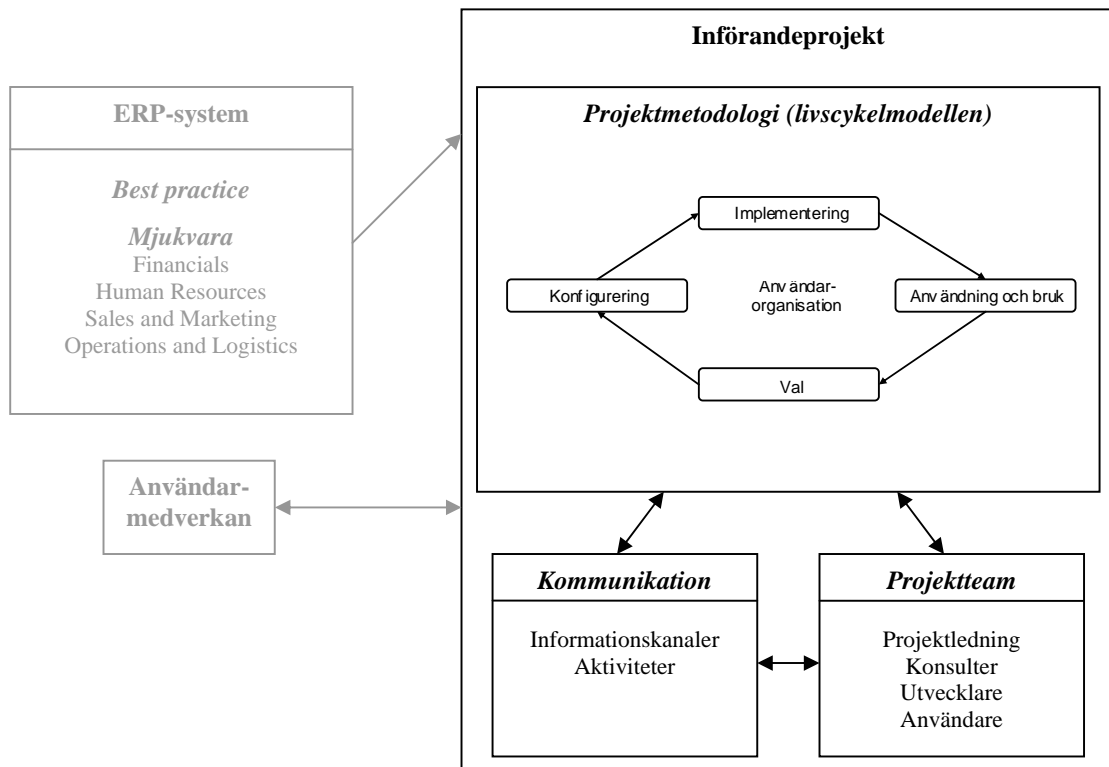 Införandeprojekt
ERP-system
Best practice
Mjukvara
Financials
Human Resources
Sales and Marketing
Operations and Logistics
Användar-
medverkan
Projektmetodologi (livscykelmodellen)
Implementering
Konfigurering
Användar-
organisation
Användning och bruk
Val
Kommunikation
Informationskanaler
Aktiviteter
Projektteam
Projektledning
Konsulter
Utvecklare
Användare